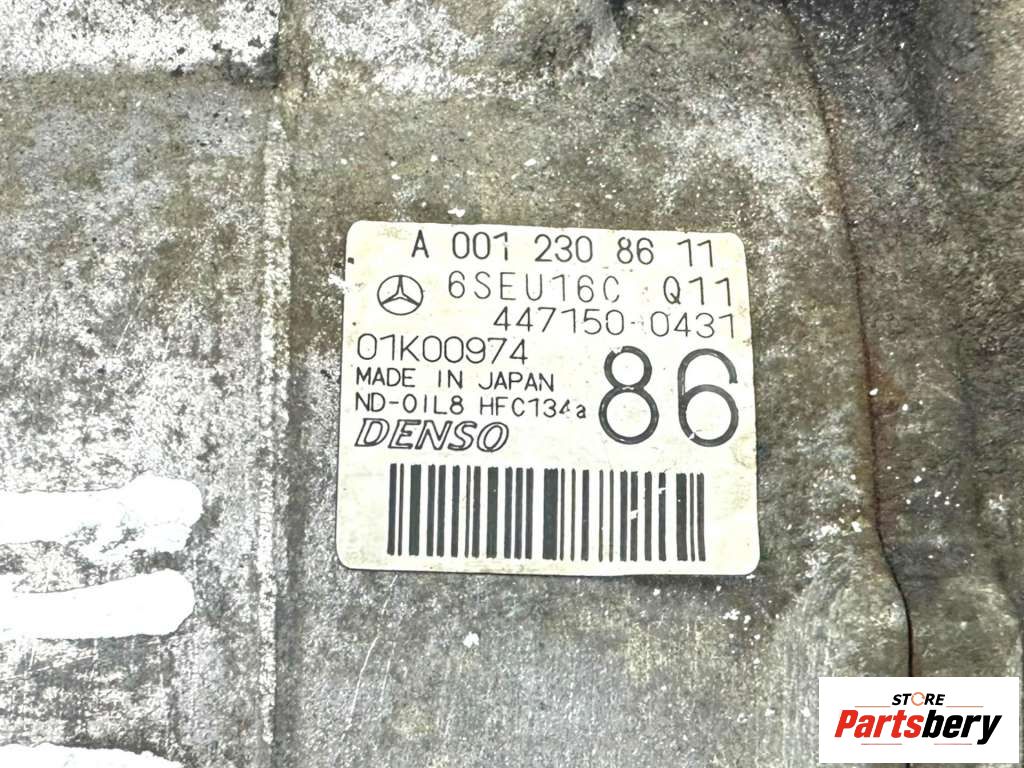 A 001 230 86 11
6SEU16C Q11
447150-0431
01K00974
MADE IN JAPAN
ND-OIL8 HFC134a
86
DENSO
STORE
Partsbery